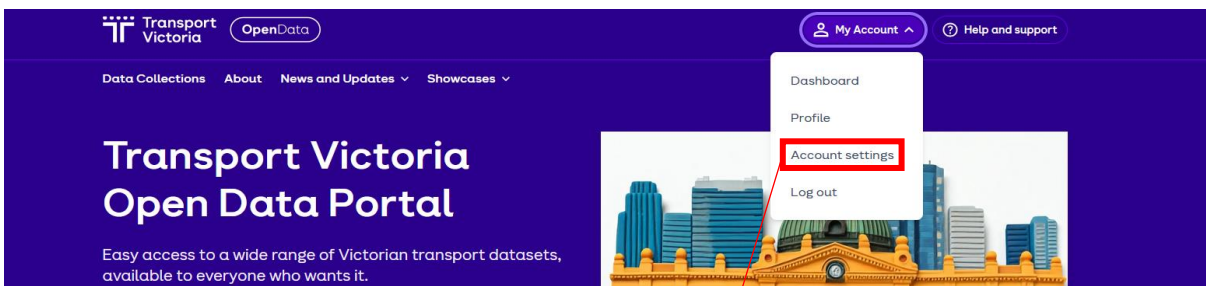 Transport
Victoria
OpenData
My Account
Help and support
Data Collections About News and Updates Showcases
Dashboard
Profile
Account settings
Log out
Transport Victoria
Open Data Portal
Easy access to a wide range of Victorian transport datasets,
available to everyone who wants it.